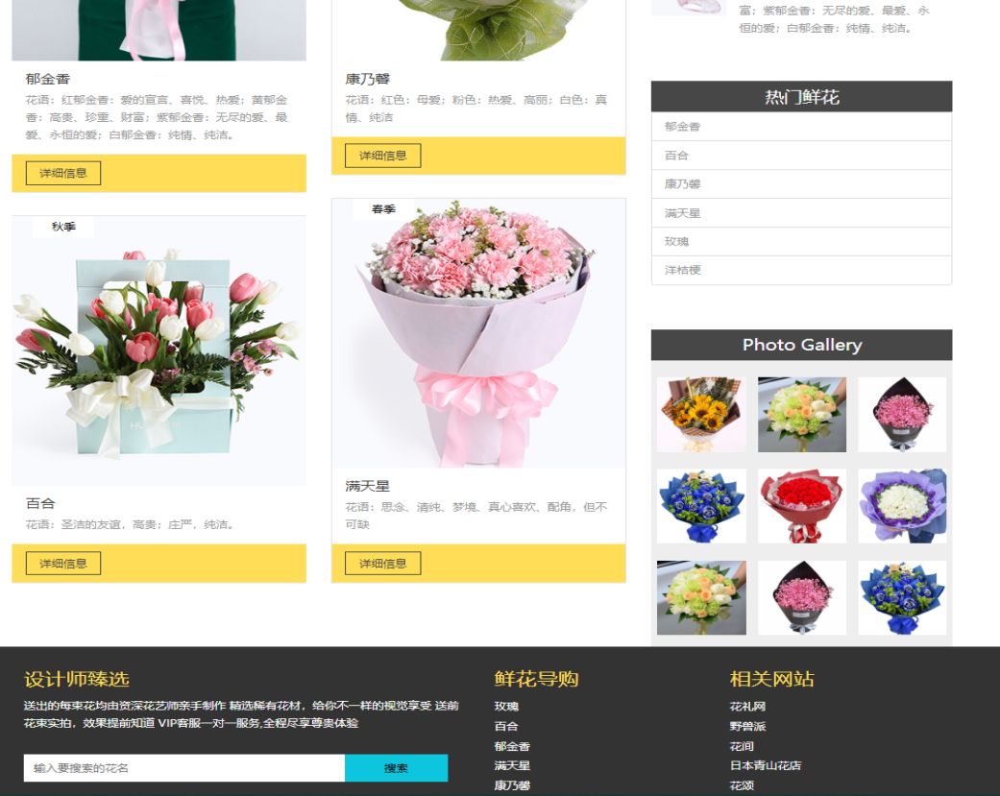 郁金香
花语：红郁金香：爱的宣言、喜悦、热爱；黄郁金
香：高贵、珍重、财富；紫郁金香：无尽的爱、最
爱、永恒的爱；白郁金香：纯情、纯洁。
详细信息
秋季
百合
花语：圣洁的友谊，高贵；庄严，纯洁。
详细信息
康乃馨
花语：红色：母爱；粉色：热爱、高丽；白色：真
情、纯洁
详细信息
春季
满天星
花语：思念、清纯、梦境、真心喜欢、配角，但不
可缺
详细信息
富；紫郁金香：无尽的爱、最爱、永
恒的爱；白郁金香：纯情、纯洁。
热门鲜花
郁金香
百合
康乃馨
满天星
玫瑰
洋桔梗
Photo Gallery
设计师臻选
送出的每束花均由资深花艺师亲手制作 精选稀有花材，给你不一样的视觉享受 送前
花束实拍，效果提前知道 VIP客服一对一服务,全程尽享尊贵体验
输入要搜索的花名
搜索
鲜花导购
玫瑰
百合
郁金香
满天星
康乃馨
相关网站
花礼网
野兽派
花间
日本青山花店
花颂